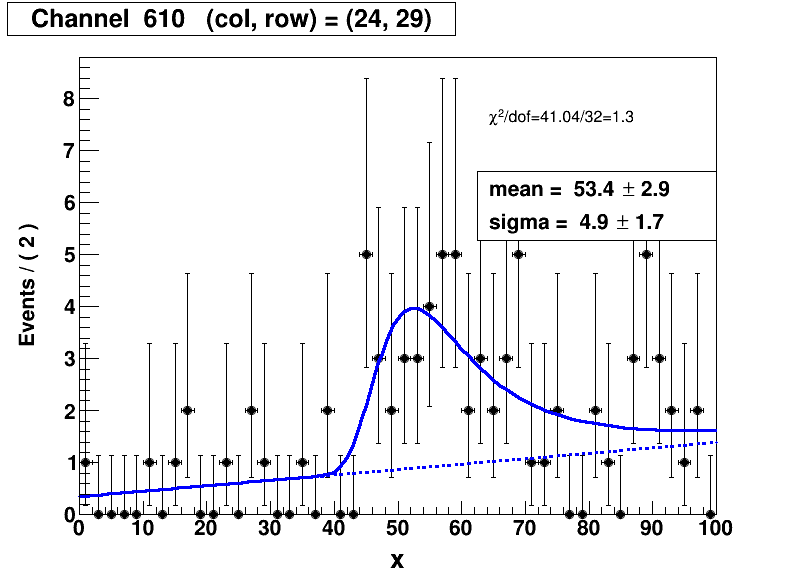 Channel 610 (col, row) = (24, 29)
χ²/dof=41.04/32=1.3
mean = 53.4 ± 2.9
sigma = 4.9 ± 1.7
Events / ( 2 )
8
7
6
5
4
3
2
1
0
0 10 20 30 40 50 60 70 80 90 100
x